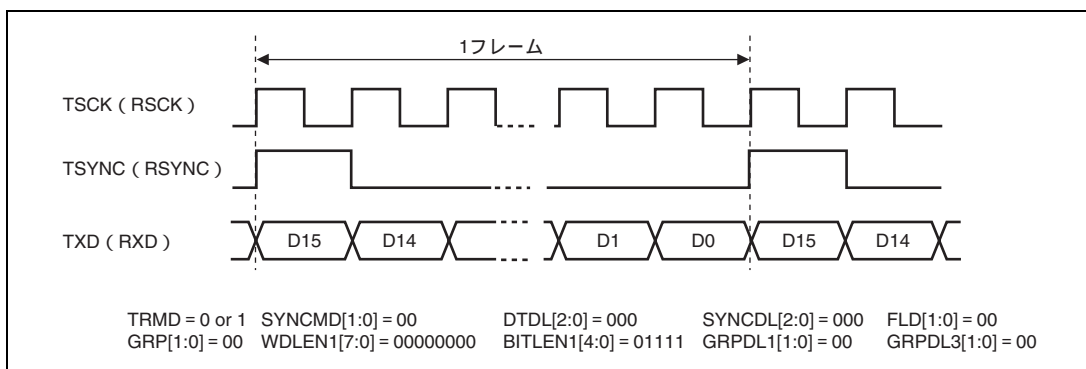 1フレーム
TSCK（RSCK）
TSYNC（RSYNC）
TXD（RXD）
D15 D14 D1 D0 D15 D14
TRMD = 0 or 1 SYNCMD[1:0] = 00 DTDL[2:0] = 000 SYNCDL[2:0] = 000 FLD[1:0] = 00
GRP[1:0] = 00 WDLEN1[7:0] = 00000000 BITLEN1[4:0] = 01111 GRPDL1[1:0] = 00 GRPDL3[1:0] = 00